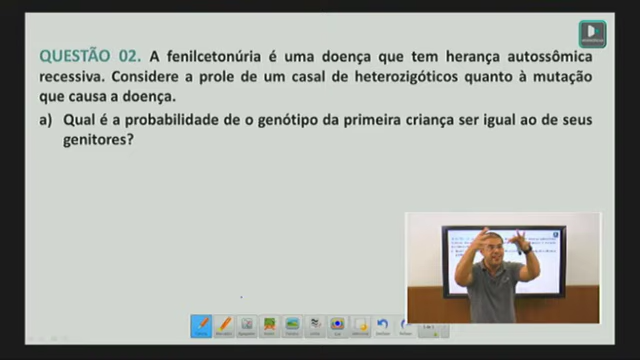 QUESTÃO 02. A fenilcetonúria é uma doença que tem herança autossômica
recessiva. Considere a prole de um casal de heterozigóticos quanto à mutação
que causa a doença.
a) Qual é a probabilidade de o genótipo da primeira criança ser igual ao de seus
genitores?